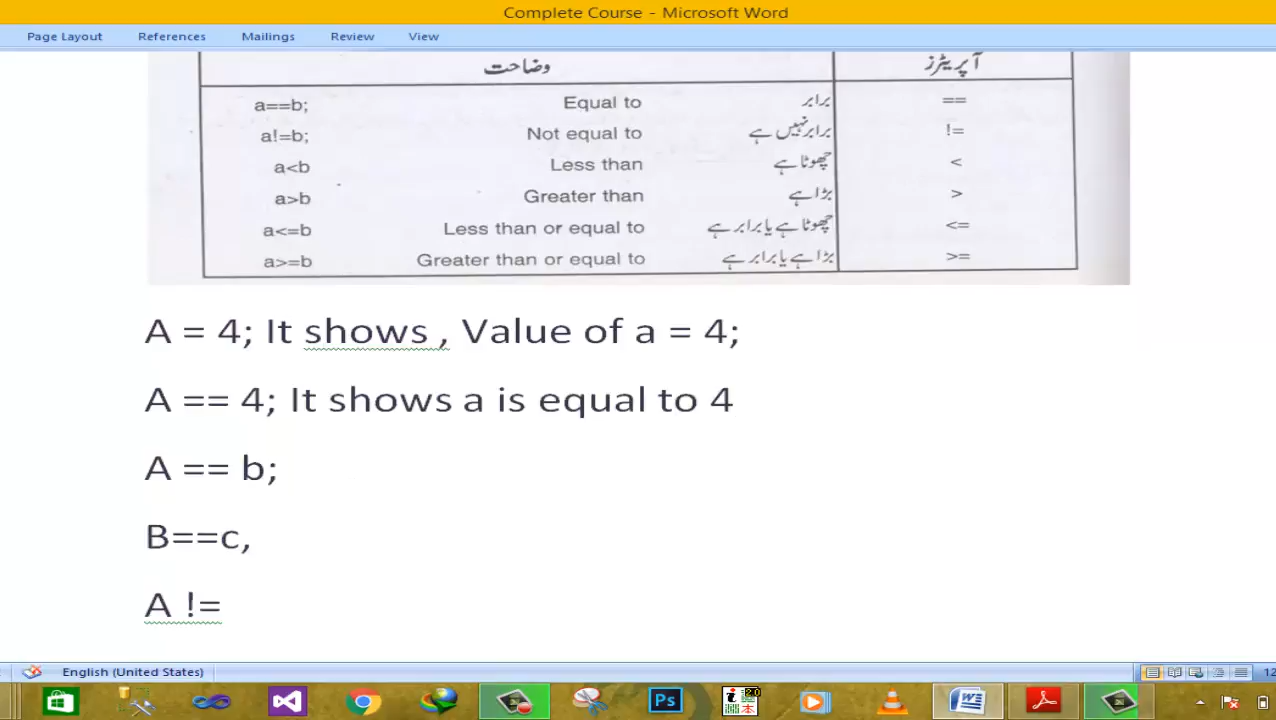 Complete Course - Microsoft Word
Page Layout References Mailings Review View
وضاحت آپریٹرز
a==b; Equal to برابر ==
a!=b; Not equal to برابر نہیں ہے !=
a<b Less than چھوٹا ہے <
a>b Greater than بڑا ہے >
a<=b Less than or equal to چھوٹا ہے یا برابر ہے <=
a>=b Greater than or equal to بڑا ہے یا برابر ہے >=
A = 4; It shows , Value of a = 4;
A == 4; It shows a is equal to 4
A == b;
B==c,
A !=
English (United States) 12
Ps